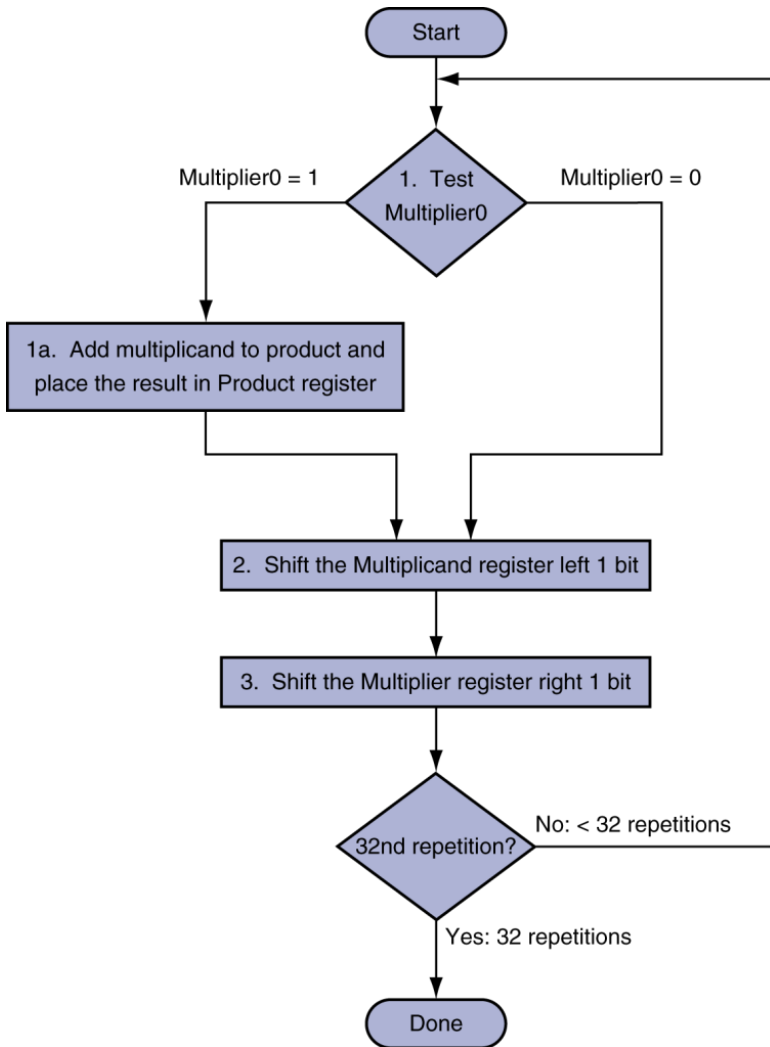 Start
Multiplier0 = 1
1. Test
Multiplier0
Multiplier0 = 0
1a. Add multiplicand to product and
place the result in Product register
2. Shift the Multiplicand register left 1 bit
3. Shift the Multiplier register right 1 bit
32nd repetition?
No: < 32 repetitions
Yes: 32 repetitions
Done